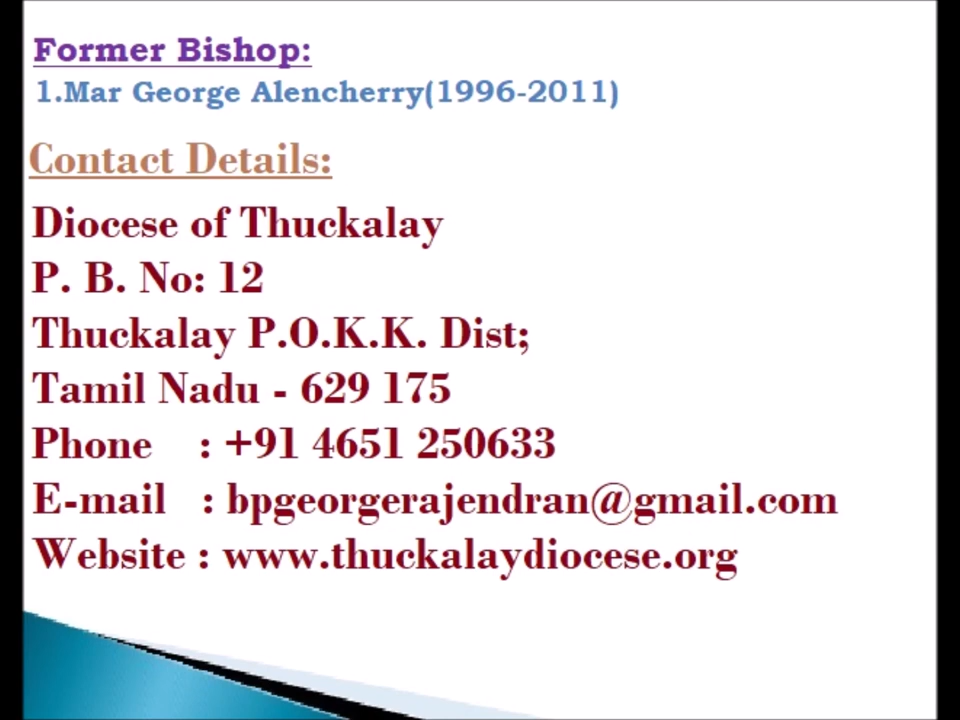 Former Bishop:
1.Mar George Alencherry(1996-2011)
Contact Details:
Diocese of Thuckalay
P. B. No: 12
Thuckalay P.O.K.K. Dist;
Tamil Nadu - 629 175
Phone : +91 4651 250633
E-mail : bpgeorgerajendran@gmail.com
Website : www.thuckalaydiocese.org